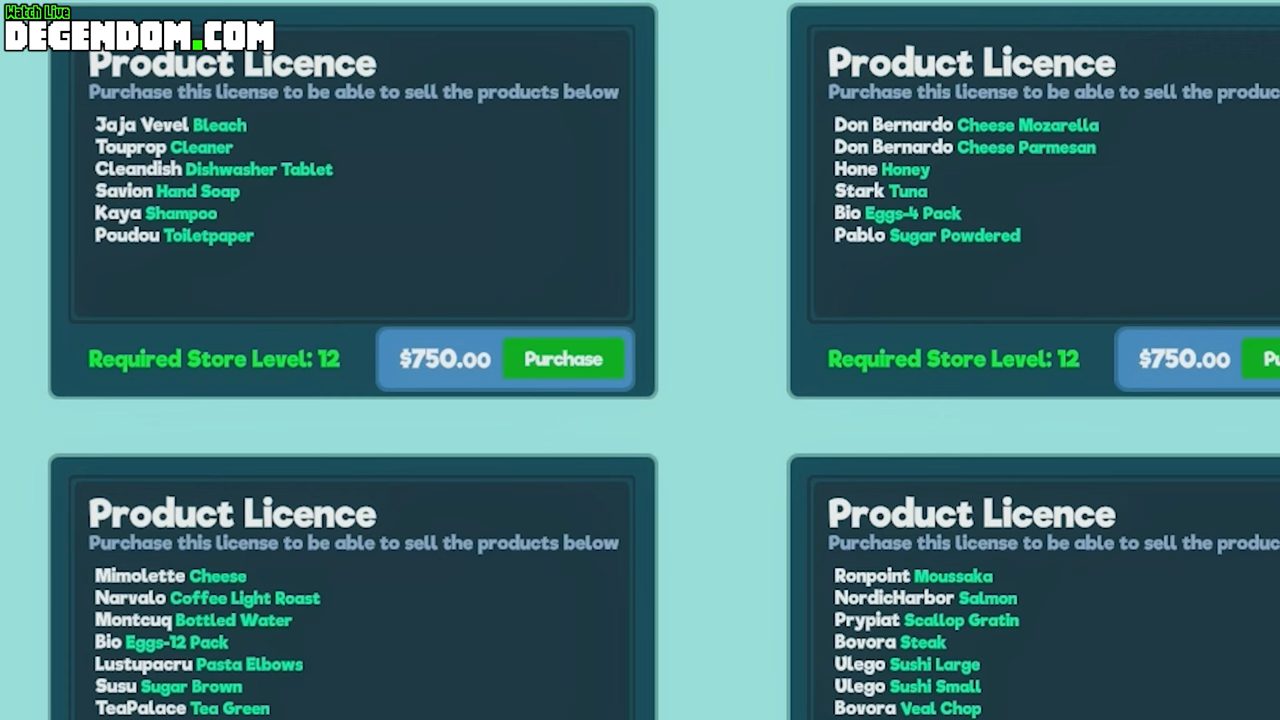 Watch Live
DEGENDOM.COM
Product Licence
Purchase this license to be able to sell the products below
Jaja Vevel Bleach
Touprop Cleaner
Cleandish Dishwasher Tablet
Savion Hand Soap
Kaya Shampoo
Poudou Toiletpaper
Required Store Level: 12
$750.00
Purchase
Product Licence
Purchase this license to be able to sell the produc
Don Bernardo Cheese Mozarella
Don Bernardo Cheese Parmesan
Hone Honey
Stark Tuna
Bio Eggs-4 Pack
Pablo Sugar Powdered
Required Store Level: 12
$750.00
Pu
Product Licence
Purchase this license to be able to sell the products below
Mimolette Cheese
Narvalo Coffee Light Roast
Montcuq Bottled Water
Bio Eggs-12 Pack
Lustupacru Pasta Elbows
Susu Sugar Brown
TeaPalace Tea Green
Product Licence
Purchase this license to be able to sell the produc
Ronpoint Moussaka
NordicHarbor Salmon
Prypiat Scallop Gratin
Bovora Steak
Ulego Sushi Large
Ulego Sushi Small
Bovora Veal Chop